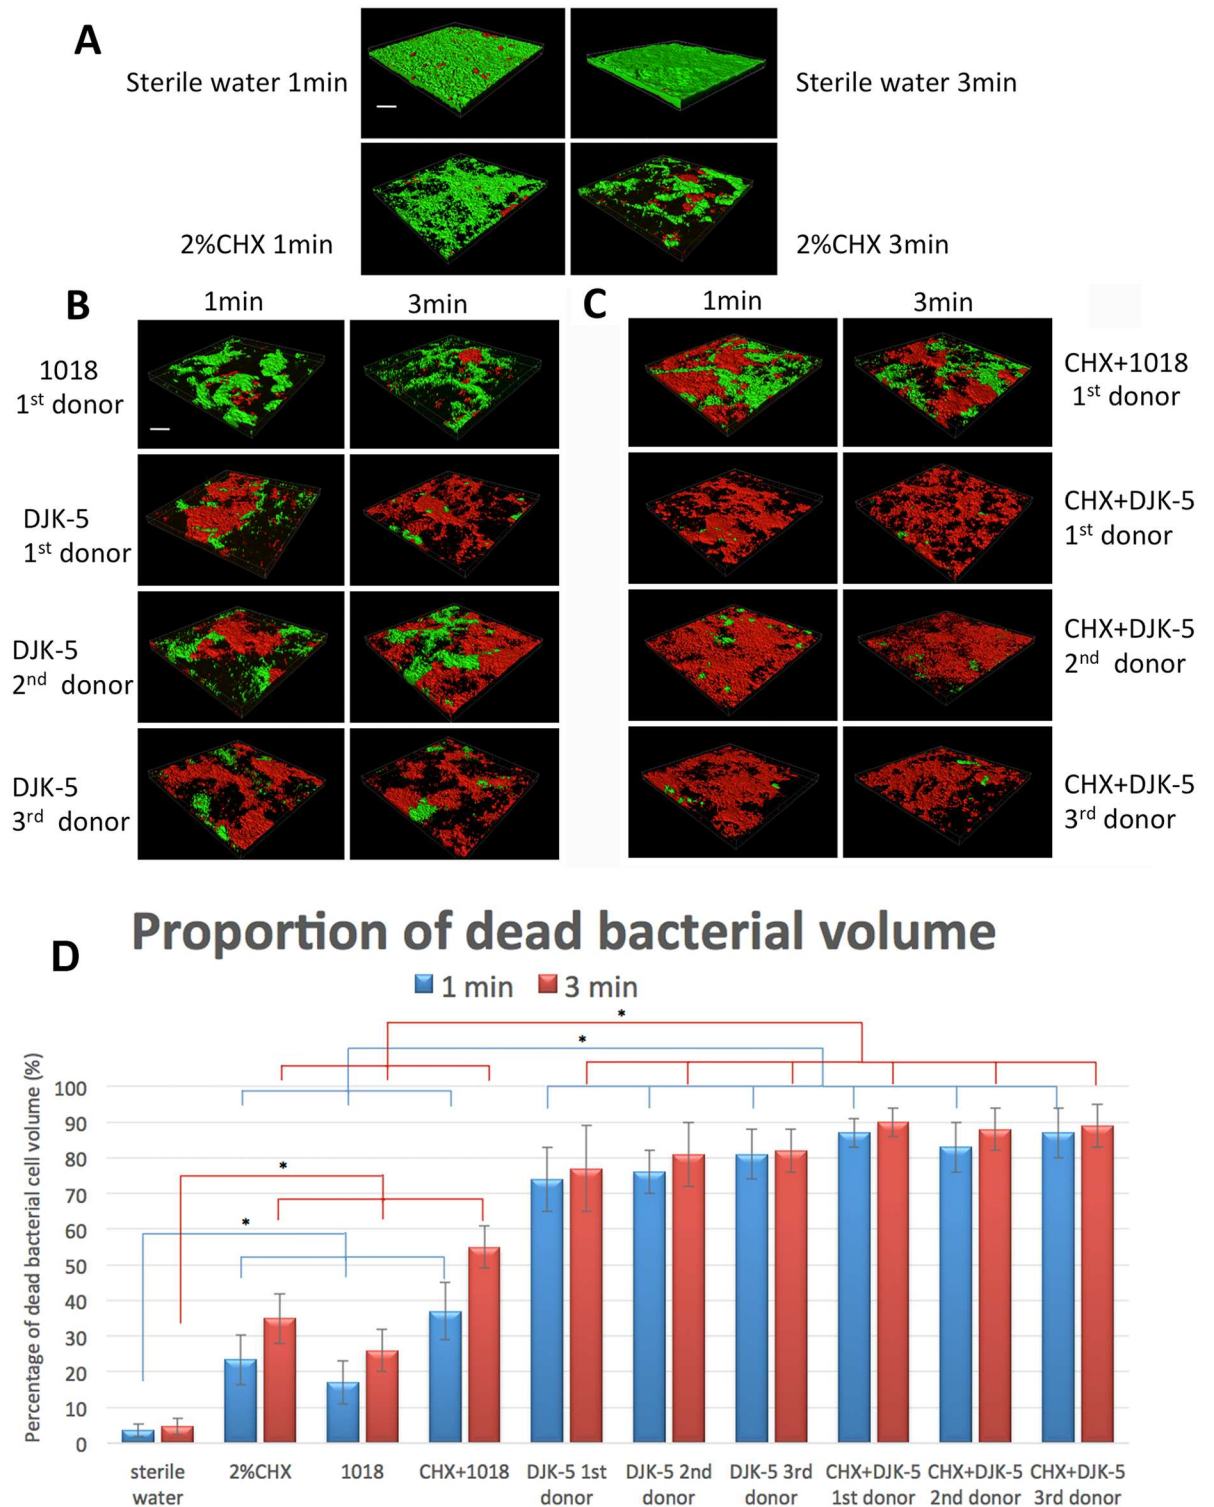 A
Sterile water 1min
Sterile water 3min
2%CHX 1min
2%CHX 3min
B
1min
3min
1018
1st donor
DJK-5
1st donor
DJK-5
2nd donor
DJK-5
3rd donor
C
1min
3min
CHX+1018
1st donor
CHX+DJK-5
1st donor
CHX+DJK-5
2nd donor
CHX+DJK-5
3rd donor
Proportion of dead bacterial volume
D
1 min 3 min
*
*
*
*
Percentage of dead bacterial cell volume (%)
100
90
80
70
60
50
40
30
20
10
0
sterile
water
2%CHX
1018
CHX+1018
DJK-5 1st
donor
DJK-5 2nd
donor
DJK-5 3rd
donor
CHX+DJK-5
1st donor
CHX+DJK-5
2nd donor
CHX+DJK-5
3rd donor